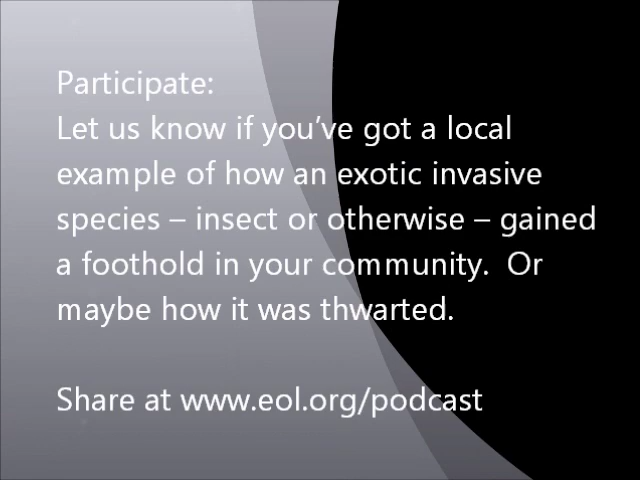 Participate:
Let us know if you’ve got a local
example of how an exotic invasive
species – insect or otherwise – gained
a foothold in your community.  Or
maybe how it was thwarted.
Share at www.eol.org/podcast